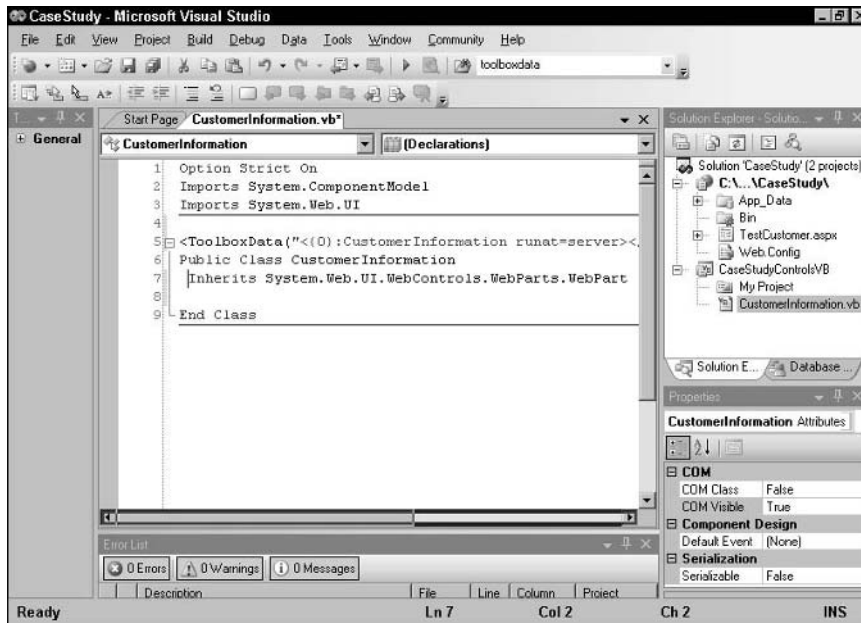 CaseStudy - Microsoft Visual Studio
File Edit View Project Build Debug Data Tools Window Community Help
toolboxdata
T...
General
Start Page CustomerInformation.vb*
CustomerInformation (Declarations)
1 Option Strict On
2 Imports System.ComponentModel
3 Imports System.Web.UI
4
5 <ToolboxData("<{0}:CustomerInformation runat=server><
6 Public Class CustomerInformation
7 Inherits System.Web.UI.WebControls.WebParts.WebPart
8
9 End Class
Error List
0 Errors 0 Warnings 0 Messages
Description File Line Column Project
Solution Explorer - Solutio...
Solution 'CaseStudy' (2 projects)
C:\...\CaseStudy\
App_Data
Bin
TestCustomer.aspx
Web.Config
CaseStudyControlsVB
My Project
CustomerInformation.vb
Solution E... Database ...
Properties
CustomerInformation Attributes
COM
COM Class False
COM Visible True
Component Design
Default Event (None)
Serialization
Serializable False
Ready Ln 7 Col 2 Ch 2 INS